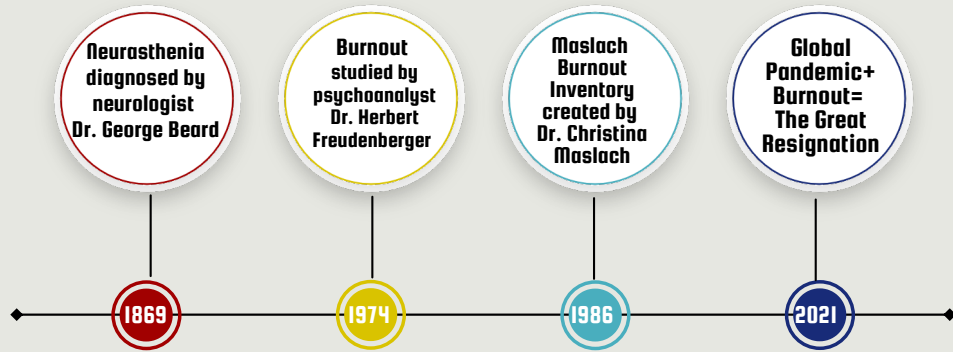 Neurasthenia
diagnosed by
neurologist
Dr. George Beard
Burnout
studied by
psychoanalyst
Dr. Herbert
Freudenberger
Maslach
Burnout
Inventory
created by
Dr. Christina
Maslach
Global
Pandemic+
Burnout=
The Great
Resignation
1869
1974
1986
2021